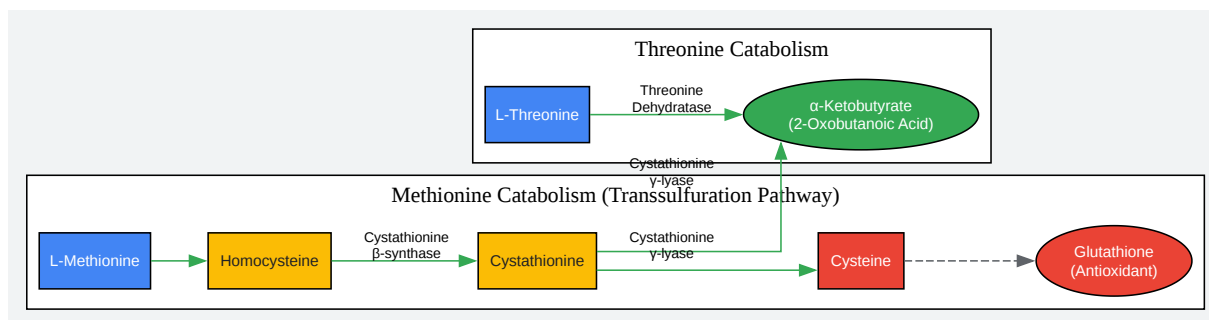 Threonine Catabolism
L-Threonine
Threonine
Dehydratase
α-Ketobutyrate
(2-Oxobutanoic Acid)
Cystathionine
γ-lyase
Methionine Catabolism (Transsulfuration Pathway)
L-Methionine
Homocysteine
Cystathionine
β-synthase
Cystathionine
Cystathionine
γ-lyase
Cysteine
Glutathione
(Antioxidant)